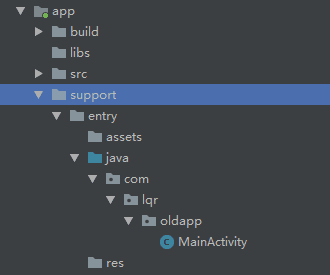 app
build
libs
src
support
entry
assets
java
com
lqr
oldapp
MainActivity
res